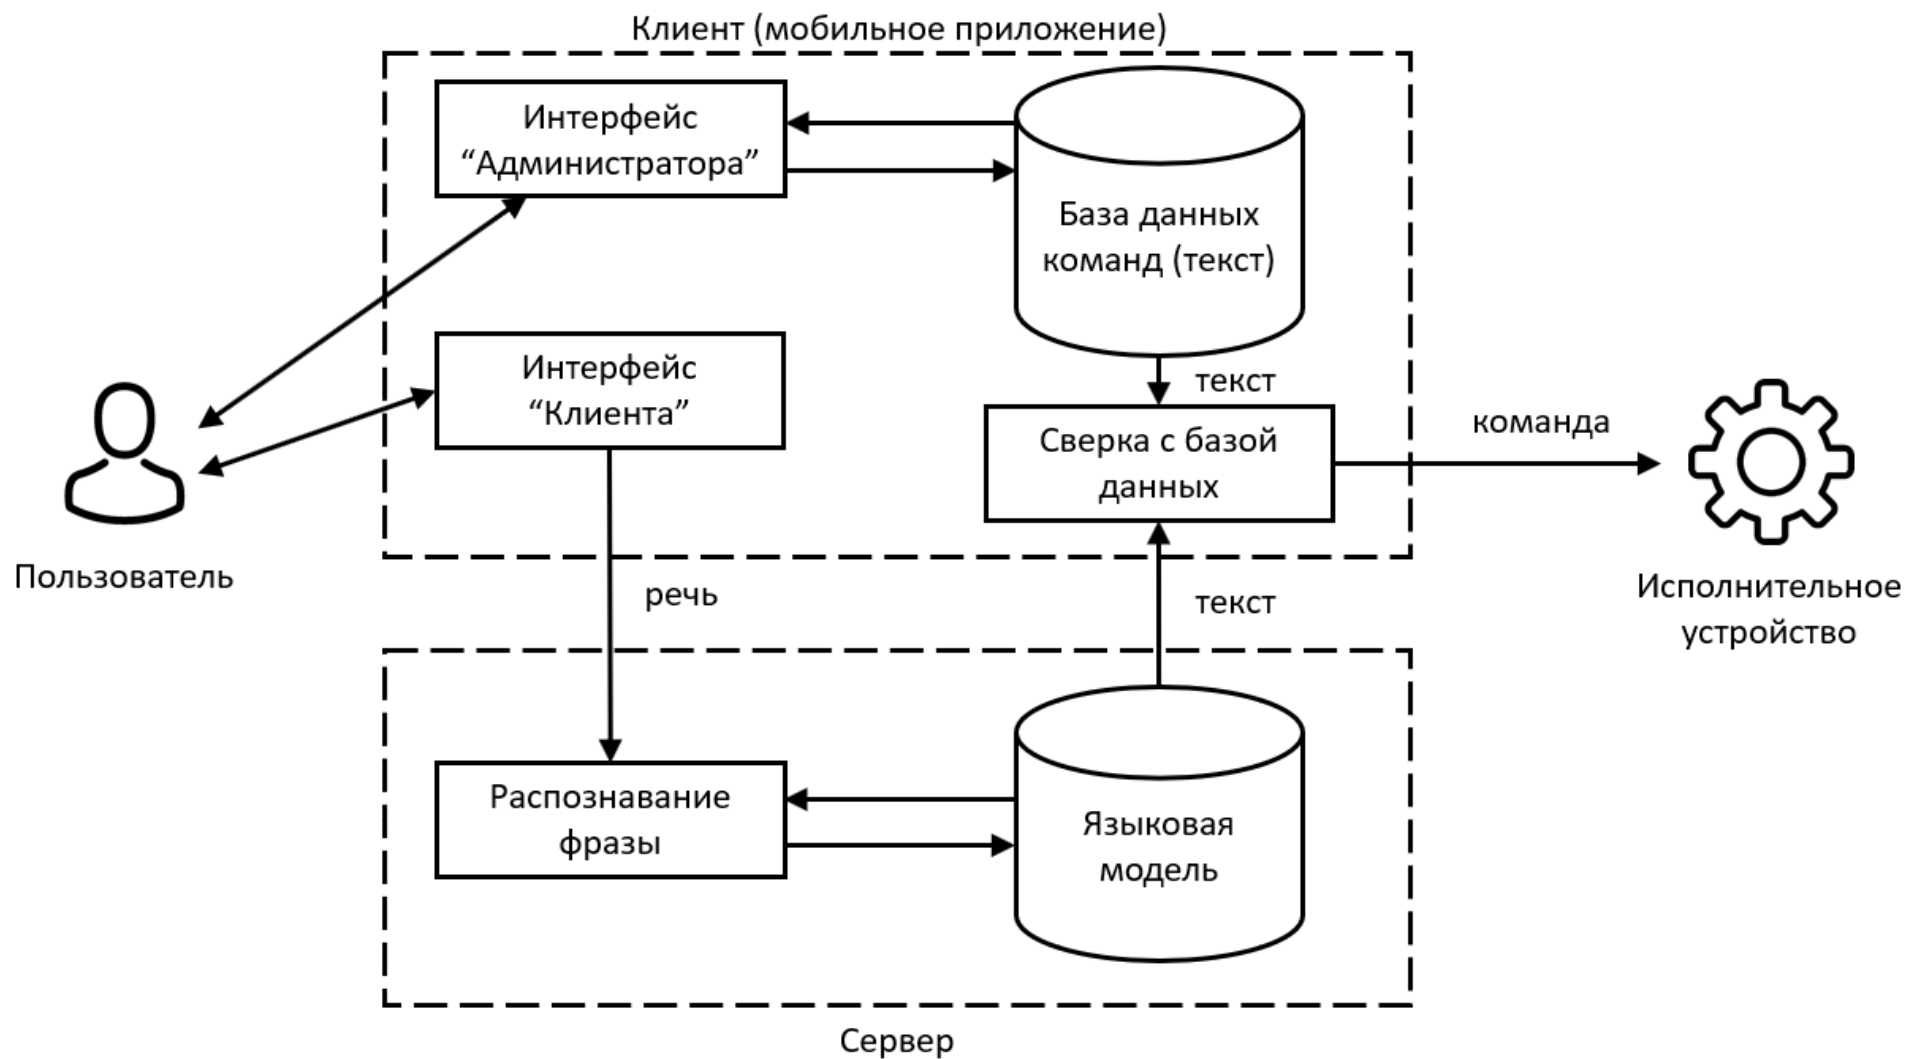 Клиент (мобильное приложение)
Интерфейс
“Администратора”
База данных
команд (текст)
Интерфейс
“Клиента”
текст
Сверка с базой
данных
команда
Пользователь
Исполнительное
устройство
речь
текст
Распознавание
фразы
Языковая
модель
Сервер